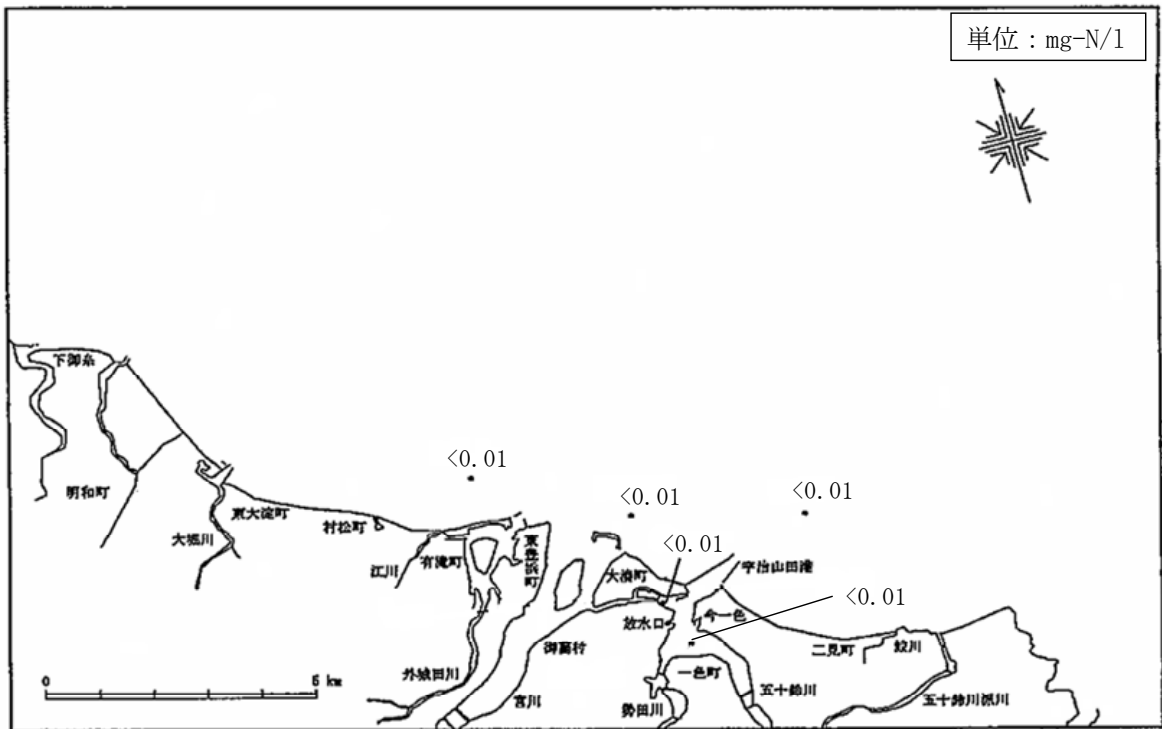 単位：mg-N/l
下御糸
<0.01
明和町
<0.01
<0.01
東大淀町
村松町
大堀川
江川
有滝町
東豊浜町
<0.01
大湊町
宇治山田港
<0.01
放水口
今一色
御薗村
二見町
鮫川
外城田川
一色町
宮川
勢田川
五十鈴川
五十鈴川派川
0
6 km